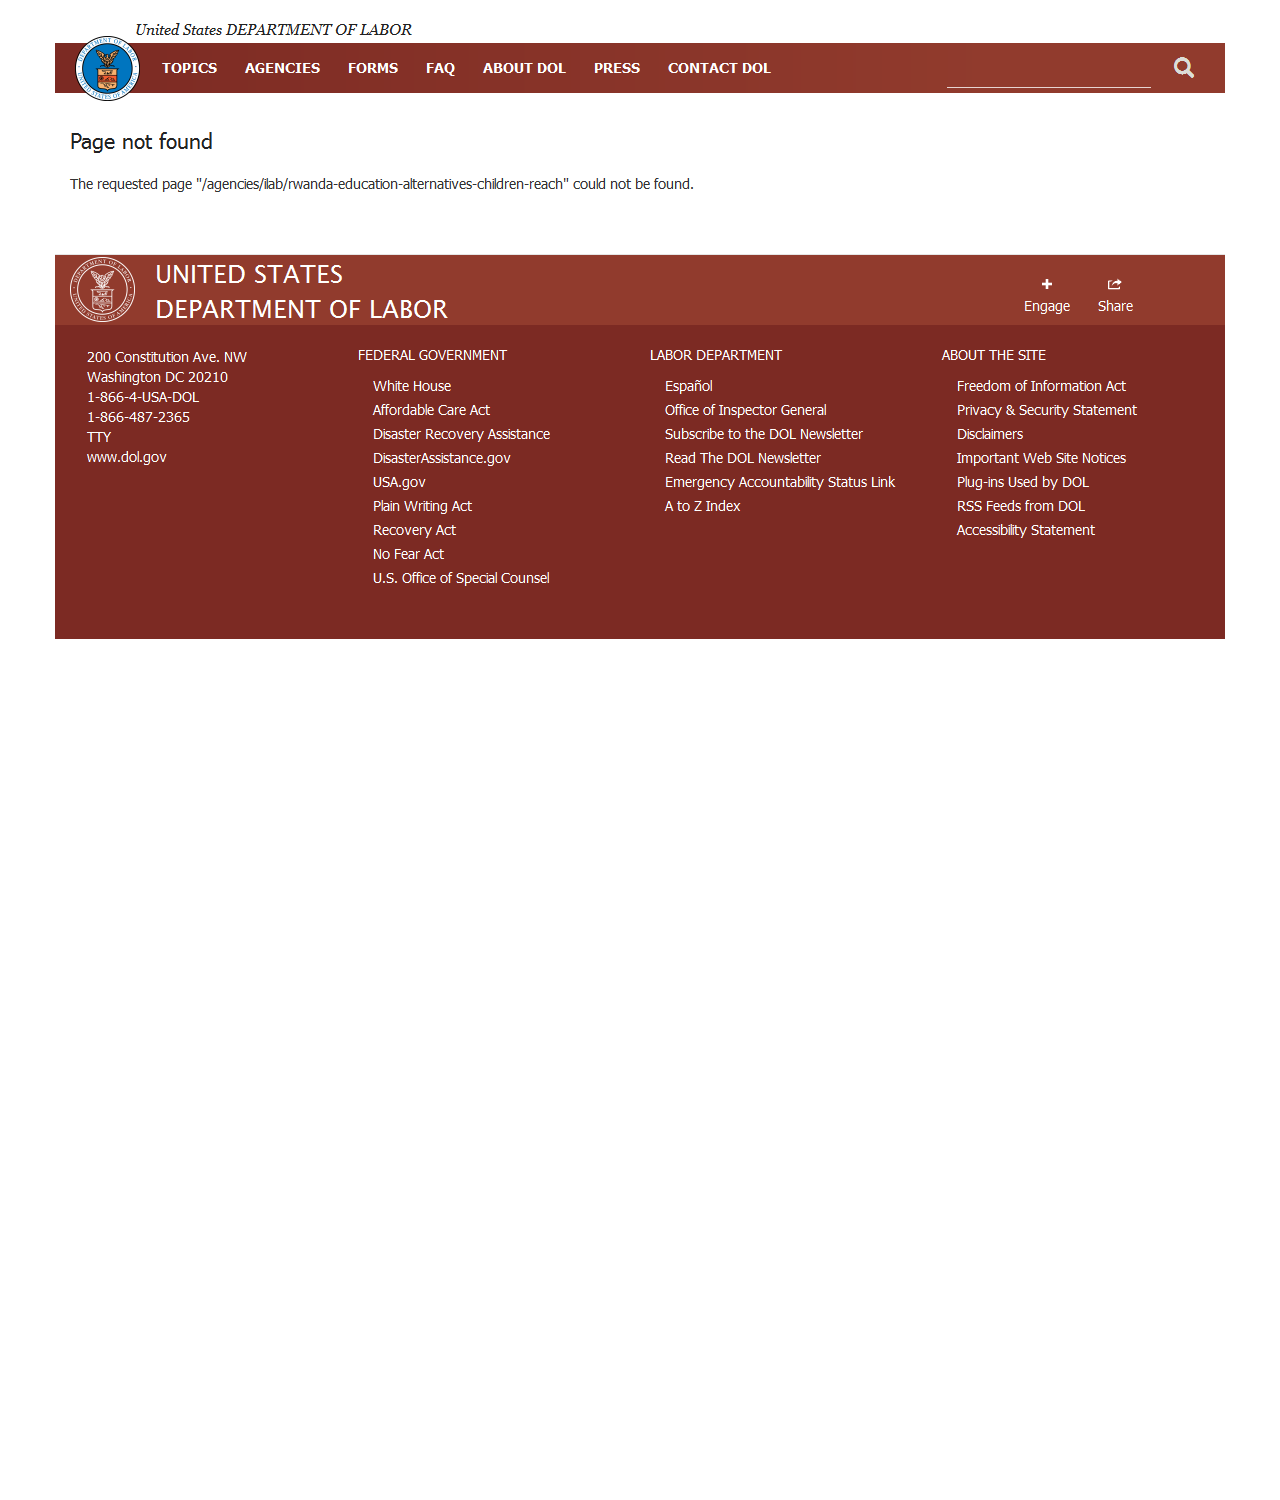 United States DEPARTMENT OF LABOR
TOPICS AGENCIES FORMS FAQ ABOUT DOL PRESS CONTACT DOL
Page not found
The requested page "/agencies/ilab/rwanda-education-alternatives-children-reach" could not be found.
UNITED STATES
DEPARTMENT OF LABOR
Engage Share
200 Constitution Ave. NW
Washington DC 20210
1-866-4-USA-DOL
1-866-487-2365
TTY
www.dol.gov
FEDERAL GOVERNMENT
White House
Affordable Care Act
Disaster Recovery Assistance
DisasterAssistance.gov
USA.gov
Plain Writing Act
Recovery Act
No Fear Act
U.S. Office of Special Counsel
LABOR DEPARTMENT
Español
Office of Inspector General
Subscribe to the DOL Newsletter
Read The DOL Newsletter
Emergency Accountability Status Link
A to Z Index
ABOUT THE SITE
Freedom of Information Act
Privacy & Security Statement
Disclaimers
Important Web Site Notices
Plug-ins Used by DOL
RSS Feeds from DOL
Accessibility Statement